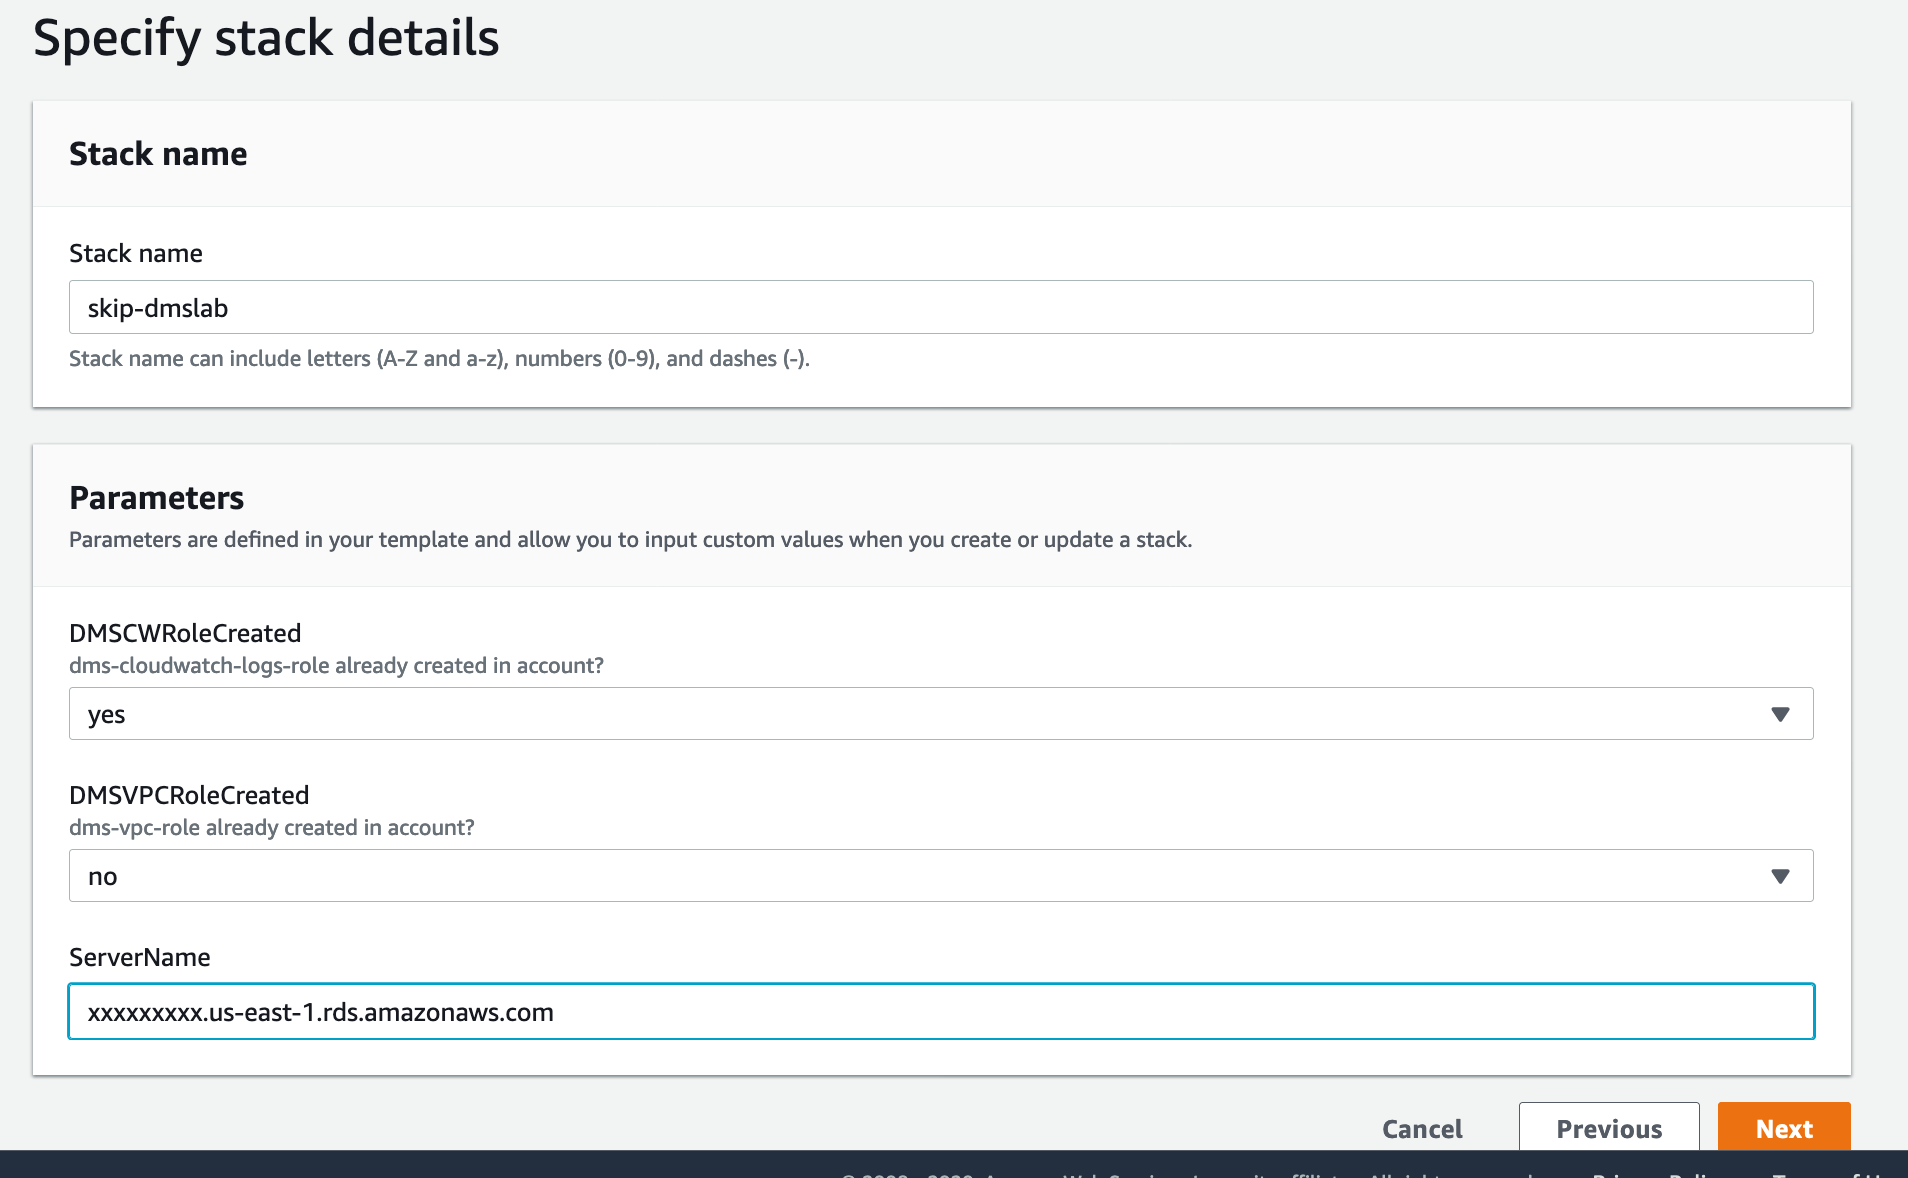 Specify stack details
Stack name
Stack name
skip-dmslab
Stack name can include letters (A-Z and a-z), numbers (0-9), and dashes (-).
Parameters
Parameters are defined in your template and allow you to input custom values when you create or update a stack.
DMSCWRoleCreated
dms-cloudwatch-logs-role already created in account?
yes
DMSVPCRoleCreated
dms-vpc-role already created in account?
no
ServerName
xxxxxxxxx.us-east-1.rds.amazonaws.com
Cancel Previous Next